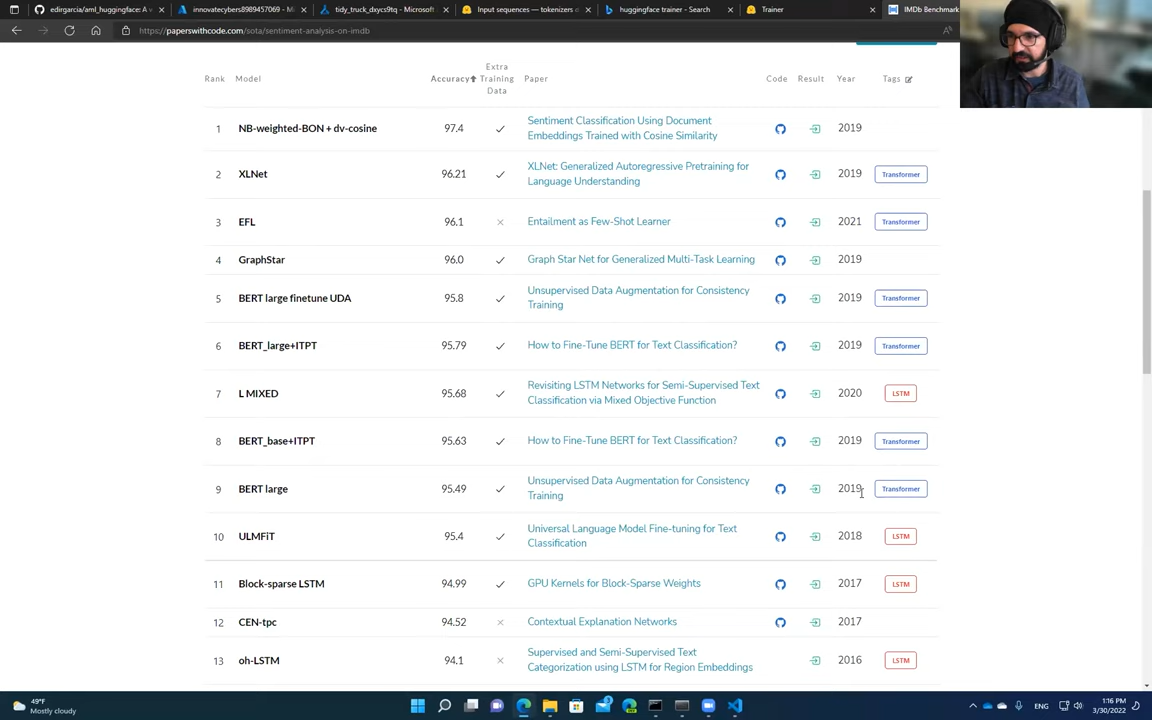 edirgarcia/aml_huggingface: A v
innovatecybers8989457069 - Mi
tidy_truck_dxycs9tq - Microsoft
Input sequences — tokenizers d
huggingface trainer - Search
Trainer
IMDb Benchmark
https://paperswithcode.com/sota/sentiment-analysis-on-imdb
Rank Model Accuracy Extra Training Data Paper Code Result Year Tags
1 NB-weighted-BON + dv-cosine 97.4 Sentiment Classification Using Document 2019
Embeddings Trained with Cosine Similarity
2 XLNet 96.21 XLNet: Generalized Autoregressive Pretraining for 2019 Transformer
Language Understanding
3 EFL 96.1 Entailment as Few-Shot Learner 2021 Transformer
4 GraphStar 96.0 Graph Star Net for Generalized Multi-Task Learning 2019
5 BERT large finetune UDA 95.8 Unsupervised Data Augmentation for Consistency 2019 Transformer
Training
6 BERT_large+ITPT 95.79 How to Fine-Tune BERT for Text Classification? 2019 Transformer
7 L MIXED 95.68 Revisiting LSTM Networks for Semi-Supervised Text 2020 LSTM
Classification via Mixed Objective Function
8 BERT_base+ITPT 95.63 How to Fine-Tune BERT for Text Classification? 2019 Transformer
9 BERT large 95.49 Unsupervised Data Augmentation for Consistency 2019 Transformer
Training
10 ULMFiT 95.4 Universal Language Model Fine-tuning for Text 2018 LSTM
Classification
11 Block-sparse LSTM 94.99 GPU Kernels for Block-Sparse Weights 2017 LSTM
12 CEN-tpc 94.52 Contextual Explanation Networks 2017
13 oh-LSTM 94.1 Supervised and Semi-Supervised Text 2016 LSTM
Categorization using LSTM for Region Embeddings
49°F
Mostly cloudy
ENG
1:16 PM
3/30/2022